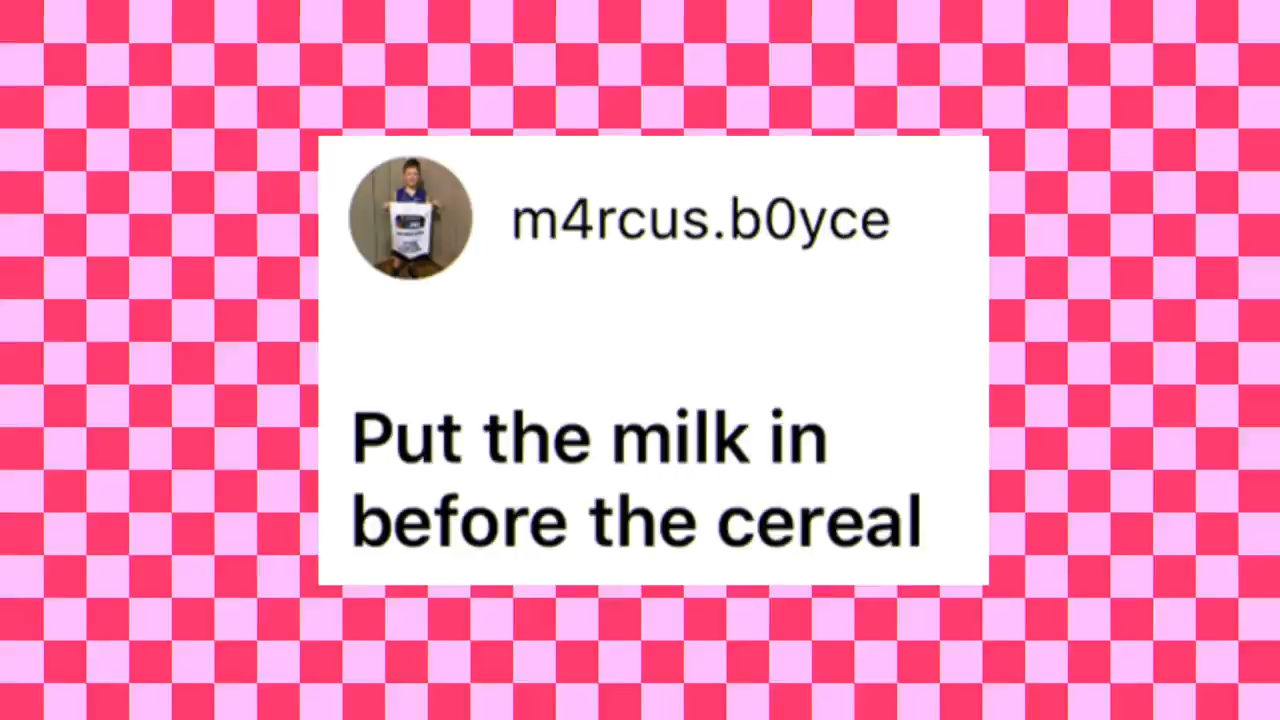 m4rcus.b0yce
Put the milk in
before the cereal